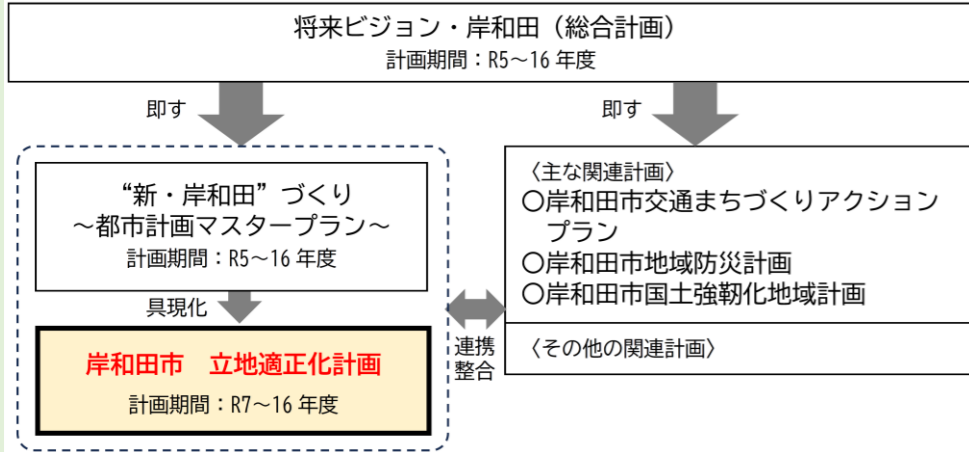 将来ビジョン・岸和田（総合計画）
計画期間：R5～16 年度
即す
即す
“新・岸和田”づくり
～都市計画マスタープラン～
計画期間：R5～16 年度
具現化
岸和田市　立地適正化計画
計画期間：R7～16 年度
連携
整合
〈主な関連計画〉
○岸和田市交通まちづくりアクション
プラン
○岸和田市地域防災計画
○岸和田市国土強靭化地域計画
〈その他の関連計画〉